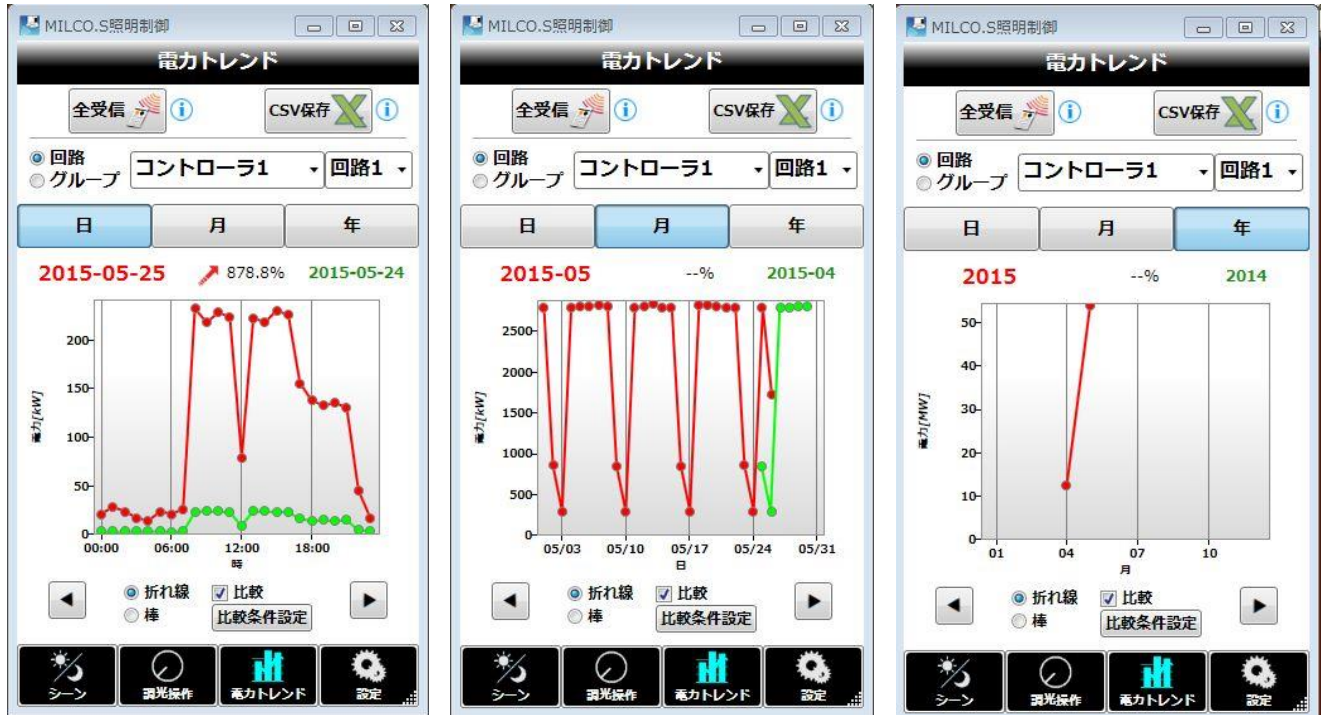 MILCO.S照明制御
電力トレンド
全受信
CSV保存
回路
グループ
コントローラ1
回路1
日
月
年
2015-05-25
878.8%
2015-05-24
電力[kW]
200
150
100
50
0
00:00
06:00
12:00
18:00
時
折れ線
棒
比較
比較条件設定
シーン
調光操作
電力トレンド
設定
MILCO.S照明制御
電力トレンド
全受信
CSV保存
回路
グループ
コントローラ1
回路1
日
月
年
2015-05
--%
2015-04
電力[kW]
2500
2000
1500
1000
500
0
05/03
05/10
05/17
05/24
05/31
日
折れ線
棒
比較
比較条件設定
シーン
調光操作
電力トレンド
設定
MILCO.S照明制御
電力トレンド
全受信
CSV保存
回路
グループ
コントローラ1
回路1
日
月
年
2015
--%
2014
電力[MW]
50
40
30
20
10
0
01
04
07
10
月
折れ線
棒
比較
比較条件設定
シーン
調光操作
電力トレンド
設定